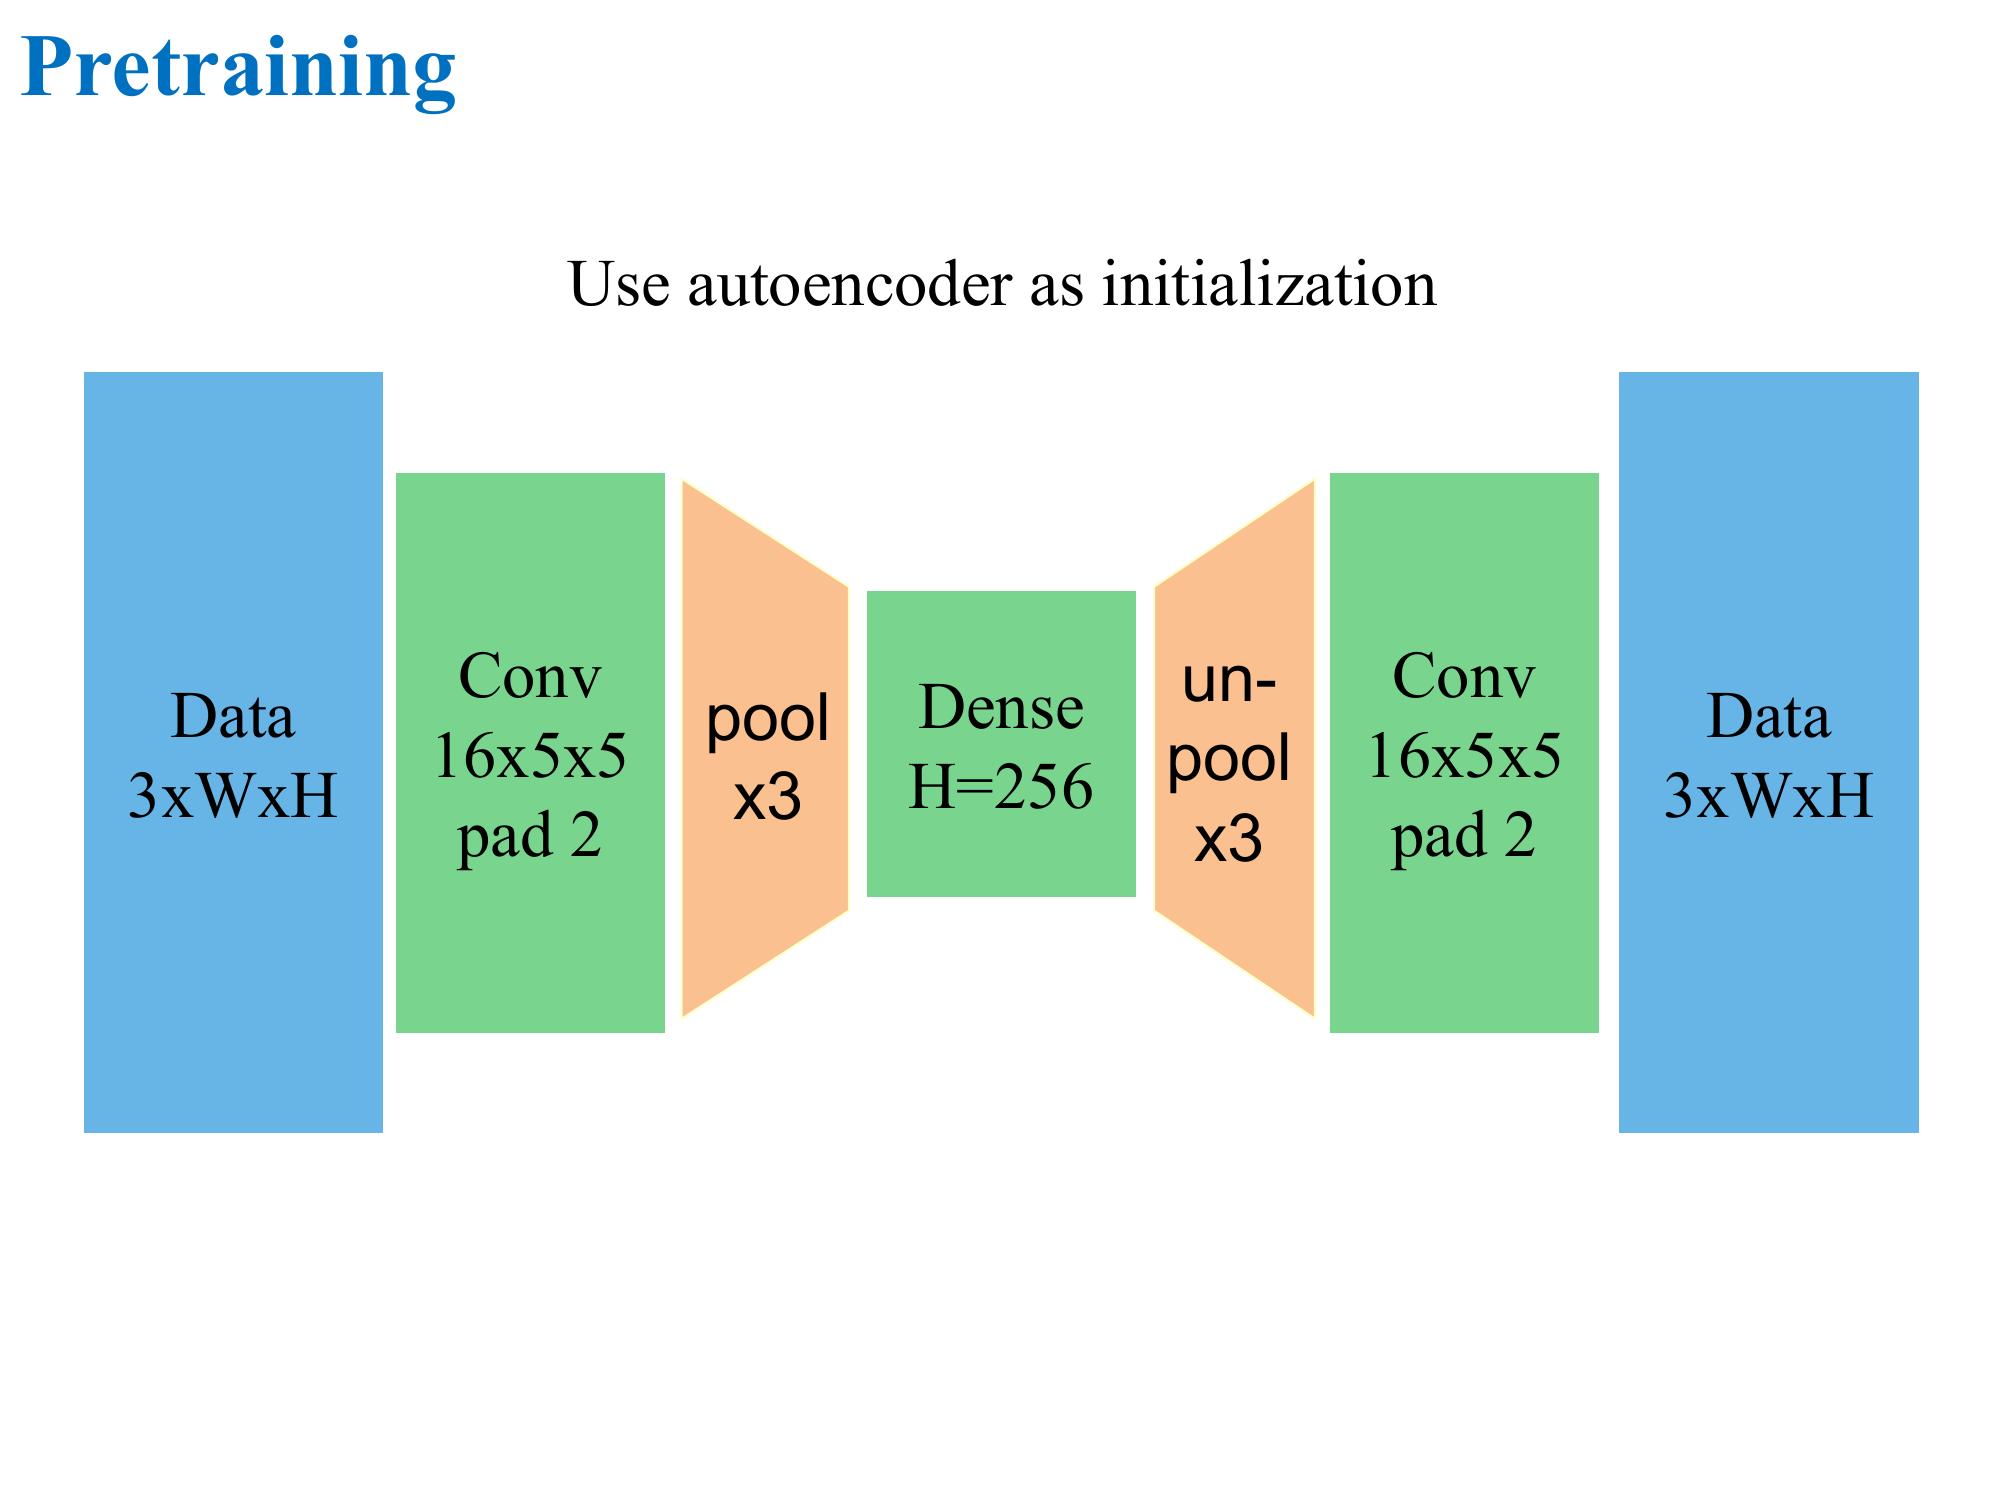 Pretraining
Use autoencoder as initialization
Data
3xWxH
Conv
16x5x5
pad 2
pool
x3
Dense
H=256
un-
pool
x3
Conv
16x5x5
pad 2
Data
3xWxH